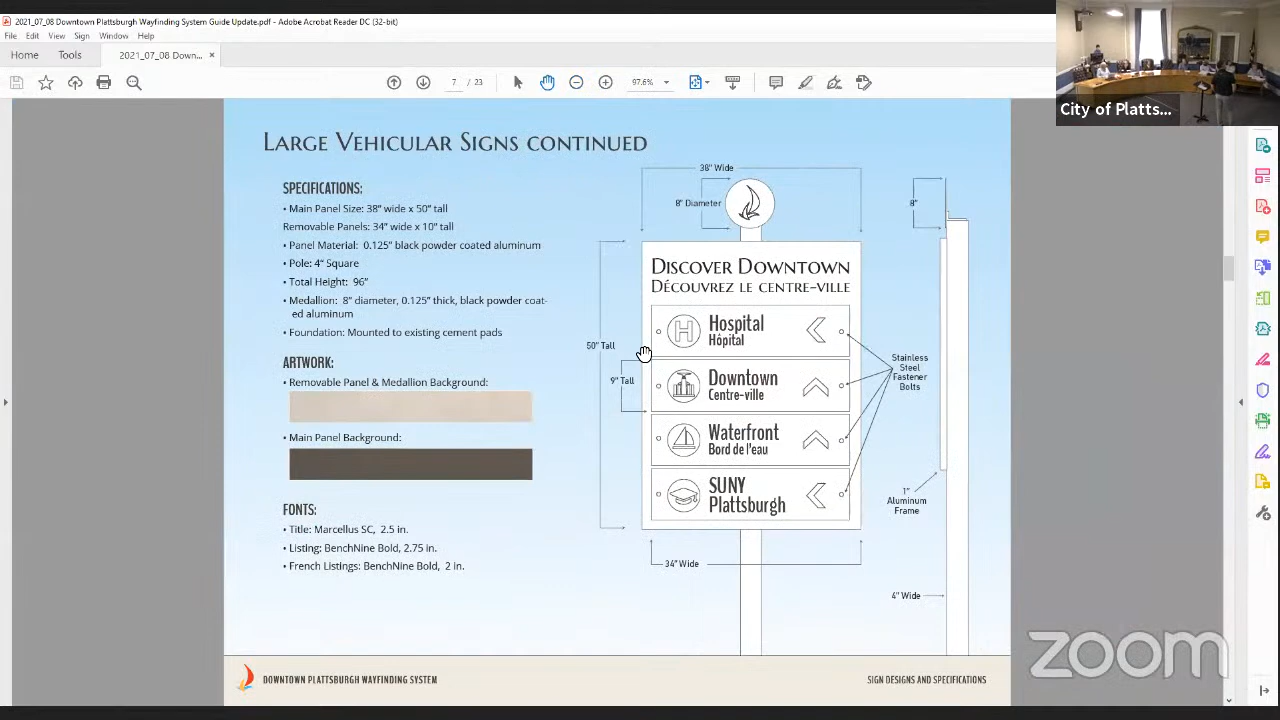 2021_07_08 Downtown Plattsburgh Wayfinding System Guide Update.pdf - Adobe Acrobat Reader DC (32-bit)
File Edit View Sign Window Help
Home Tools 2021_07_08 Down... ×
7 / 23 97.6%
City of Platts...
LARGE VEHICULAR SIGNS CONTINUED
SPECIFICATIONS:
• Main Panel Size: 38" wide x 50" tall
Removable Panels: 34" wide x 10" tall
• Panel Material: 0.125" black powder coated aluminum
• Pole: 4" Square
• Total Height: 96"
• Medallion: 8" diameter, 0.125" thick, black powder coat-
ed aluminum
• Foundation: Mounted to existing cement pads
ARTWORK:
• Removable Panel & Medallion Background:
• Main Panel Background:
FONTS:
• Title: Marcellus SC, 2.5 in.
• Listing: BenchNine Bold, 2.75 in.
• French Listings: BenchNine Bold, 2 in.
38" Wide
8" Diameter
8"
DISCOVER DOWNTOWN
DÉCOUVREZ LE CENTRE-VILLE
H
Hospital
Hôpital
Downtown
Centre-ville
Waterfront
Bord de l'eau
SUNY
Plattsburgh
50" Tall
9" Tall
Stainless
Steel
Fastener
Bolts
1"
Aluminum
Frame
34" Wide
4" Wide
DOWNTOWN PLATTSBURGH WAYFINDING SYSTEM
SIGN DESIGNS AND SPECIFICATIONS
zoom